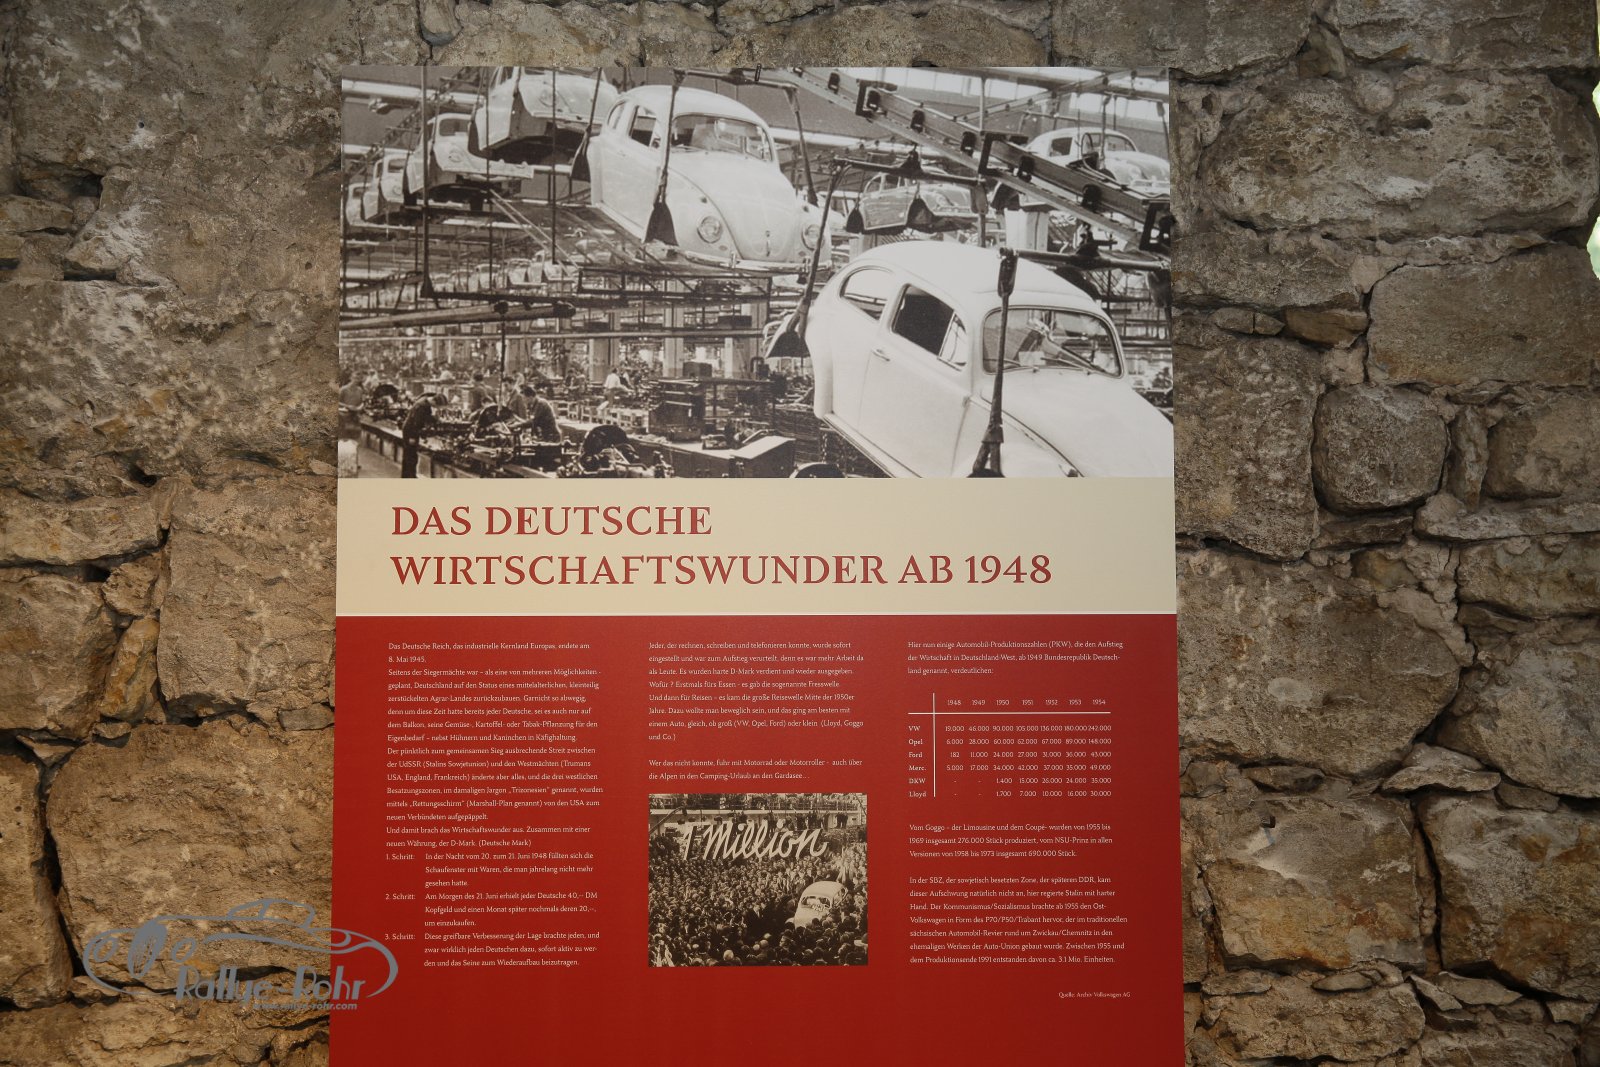 DAS DEUTSCHE
WIRTSCHAFTSWUNDER AB 1948
Das Deutsche Reich, das industrielle Kernland Europas, endete am
8. Mai 1945.
Seitens der Siegermächte war - als eine von mehreren Möglichkeiten -
geplant, Deutschland auf den Status eines mittelalterlichen, kleinteilig
zerstückelten Agrar-Landes zurückzubauen. Garnicht so abwegig,
denn um diese Zeit hatte bereits jeder Deutsche, sei es auch nur auf
dem Balkon, seine Gemüse-, Kartoffel- oder Tabak-Pflanzung für den
Eigenbedarf - nebst Hühnern und Kaninchen in Käfighaltung.
Der pünktlich zum gemeinsamen Sieg ausbrechende Streit zwischen
der UdSSR (Stalins Sowjetunion) und den Westmächten (Trumans
USA, England, Frankreich) änderte aber alles, und die drei westlichen
Besatzungszonen, im damaligen Jargon „Trizonesien" genannt, wurden
mittels „Rettungsschirm" (Marshall-Plan genannt) von den USA zum
neuen Verbündeten aufgepäppelt.
Und damit brach das Wirtschaftswunder aus. Zusammen mit einer
neuen Währung, der D-Mark. (Deutsche Mark)
1. Schritt: In der Nacht vom 20. zum 21. Juni 1948 füllten sich die
Schaufenster mit Waren, die man jahrelang nicht mehr
gesehen hatte.
2. Schritt: Am Morgen des 21. Juni erhielt jeder Deutsche 40,-- DM
Kopfgeld und einen Monat später nochmals deren 20,--,
um einzukaufen.
3. Schritt: Diese greifbare Verbesserung der Lage brachte jeden, und
zwar wirklich jeden Deutschen dazu, sofort aktiv zu wer-
den und das Seine zum Wiederaufbau beizutragen.
Jeder, der rechnen, schreiben und telefonieren konnte, wurde sofort
eingestellt und war zum Aufstieg verurteilt, denn es war mehr Arbeit da
als Leute. Es wurden harte D-Mark verdient und wieder ausgegeben.
Wofür ? Erstmals fürs Essen - es gab die sogenannte Fresswelle.
Und dann für Reisen – es kam die große Reisewelle Mitte der 1950er
Jahre. Dazu wollte man beweglich sein, und das ging am besten mit
einem Auto, gleich, ob groß (VW, Opel, Ford) oder klein (Lloyd, Goggo
und Co.)
Wer das nicht konnte, fuhr mit Motorrad oder Motorroller - auch über
die Alpen in den Camping-Urlaub an den Gardasee...
1 Million
Hier nun einige Automobil-Produktionszahlen (PKW), die den Aufstieg
der Wirtschaft in Deutschland-West, ab 1949 Bundesrepublik Deutsch-
land genannt, verdeutlichen:
1948 1949 1950 1951 1952 1953 1954
VW 19.000 46.000 90.000 105.000 136.000 180.000 242.000
Opel 6.000 28.000 60.000 62.000 67.000 89.000 148.000
Ford 182 11.000 24.000 27.000 31.000 36.000 43.000
Merc. 5.000 17.000 34.000 42.000 37.000 35.000 49.000
DKW - - 1.400 15.000 26.000 24.000 35.000
Lloyd - - 1.700 7.000 10.000 16.000 30.000
Vom Goggo - der Limousine und dem Coupé- wurden von 1955 bis
1969 insgesamt 276.000 Stück produziert, vom NSU-Prinz in allen
Versionen von 1958 bis 1973 insgesamt 690.000 Stück.
In der SBZ, der sowjetisch besetzten Zone, der späteren DDR, kam
dieser Aufschwung natürlich nicht an, hier regierte Stalin mit harter
Hand. Der Kommunismus/Sozialismus brachte ab 1955 den Ost-
Volkswagen in Form des P70/P50/Trabant hervor, der im traditionellen
sächsischen Automobil-Revier rund um Zwickau/Chemnitz in den
ehemaligen Werken der Auto-Union gebaut wurde. Zwischen 1955 und
dem Produktionsende 1991 entstanden davon ca. 3.1 Mio. Einheiten.
Quelle: Archiv Volkswagen AG
Rallye-Rohr
www.rallye-rohr.com